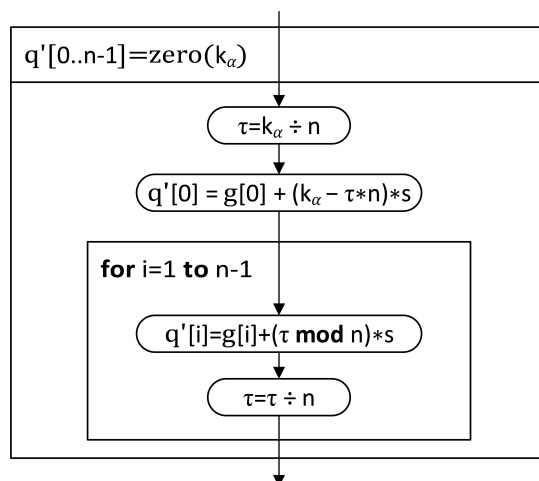 q'[0..n-1]=zero(kα)
τ=kα ÷ n
q'[0] = g[0] + (kα – τ*n)*s
for i=1 to n-1
q'[i]=g[i]+(τ mod n)*s
τ=τ ÷ n